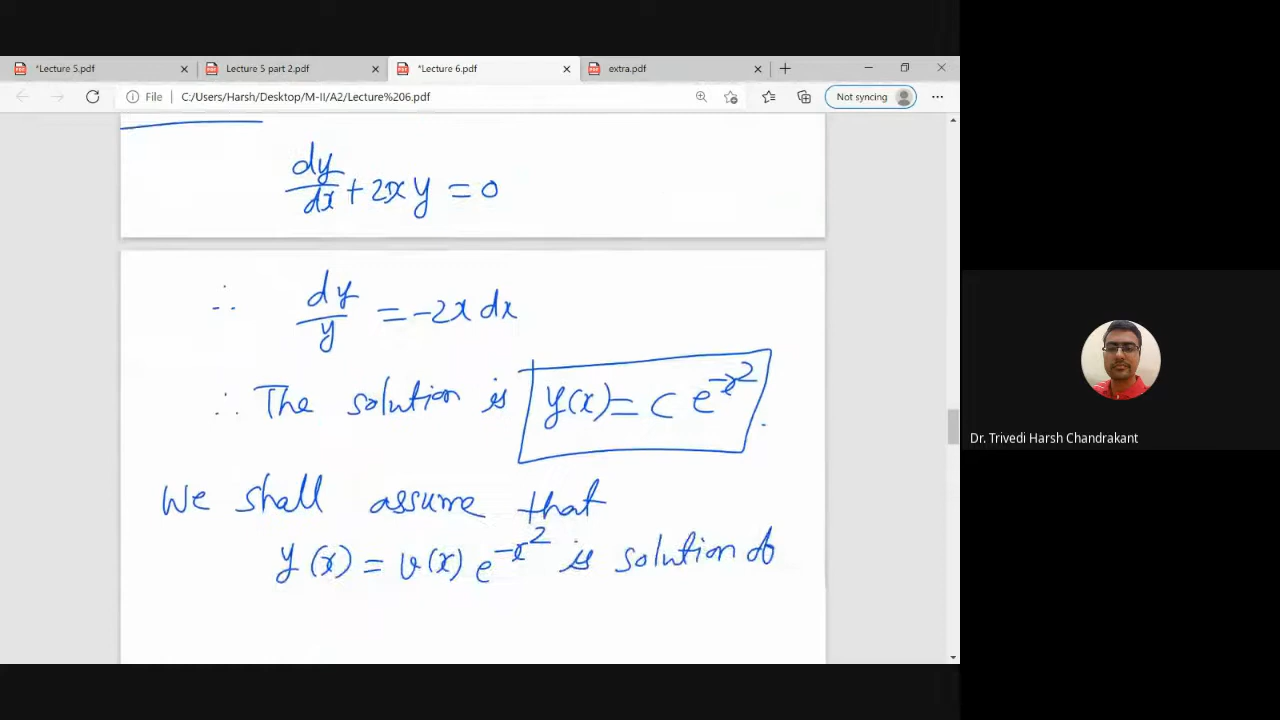 *Lecture 5.pdf
Lecture 5 part 2.pdf
*Lecture 6.pdf
extra.pdf
File
C:/Users/Harsh/Desktop/M-II/A2/Lecture%206.pdf
Not syncing
dy/dx + 2xy = 0
∴ dy/y = -2x dx
∴ The solution is y(x) = c e^{-x^2}.
We shall assume that
y(x) = v(x) e^{-x^2} is solution of
Dr. Trivedi Harsh Chandrakant